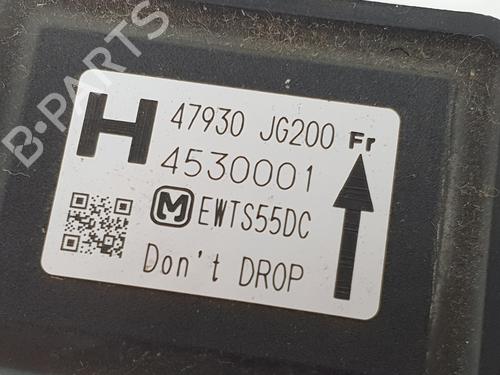 B-PARTS
H 47930 JG200 Fr
4530001
M EWTS55DC
Don't DROP